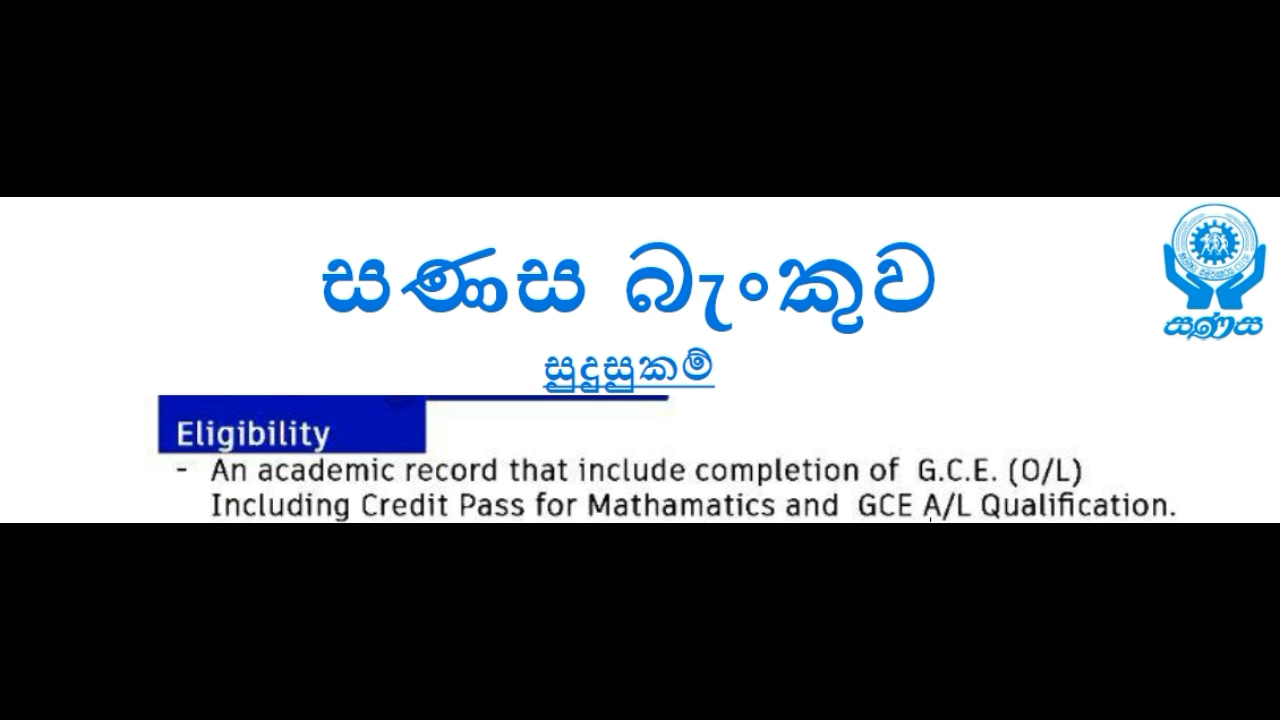 සණස බැංකුව
සණස
සුදුසුකම්
Eligibility
- An academic record that include completion of G.C.E. (O/L)
Including Credit Pass for Mathamatics and GCE A/L Qualification.